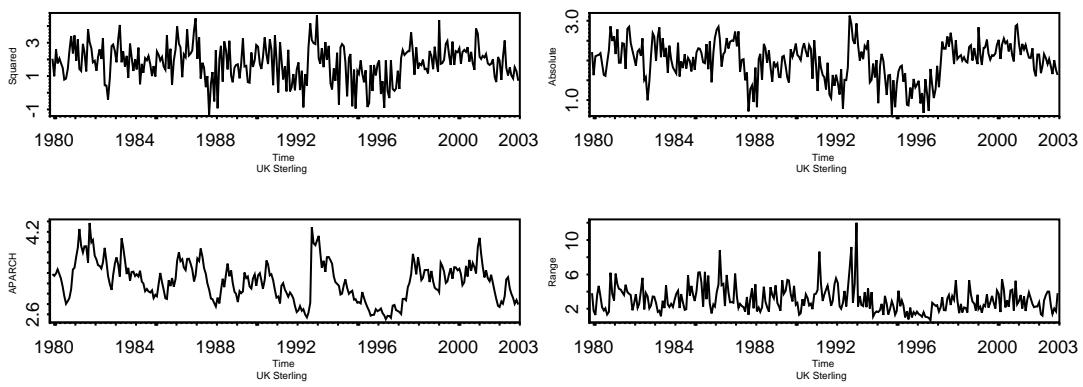 Squared
3
1
-1
1980 1984 1988 1992 1996 2000 2003
Time
UK Sterling
Absolute
3.0
1.0
1980 1984 1988 1992 1996 2000 2003
Time
UK Sterling
APARCH
4.2
2.6
1980 1984 1988 1992 1996 2000 2003
Time
UK Sterling
Range
10
6
2
1980 1984 1988 1992 1996 2000 2003
Time
UK Sterling